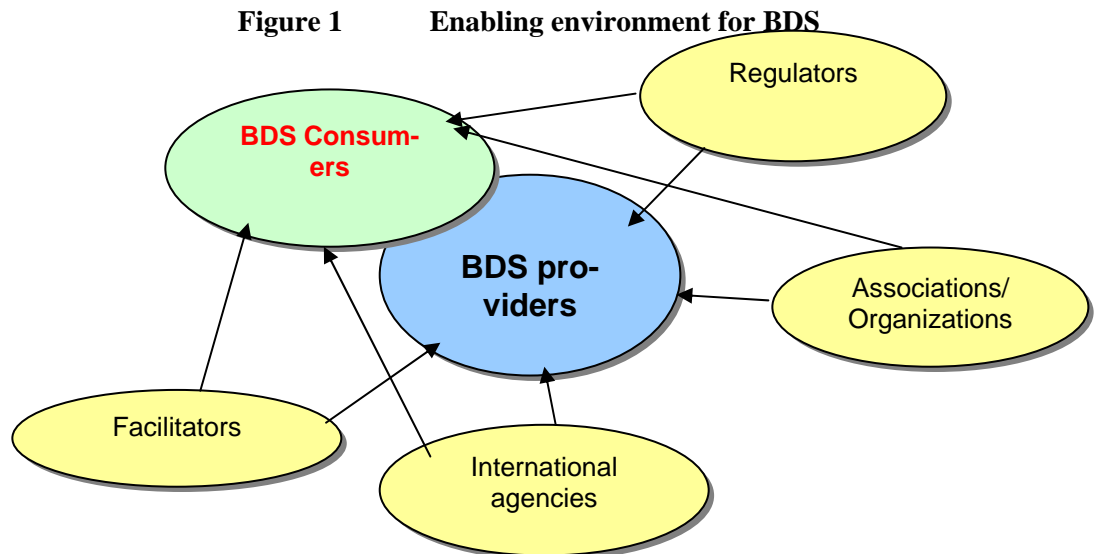 Figure 1 Enabling environment for BDS
Regulators
BDS Consum-
ers
BDS pro-
viders
Associations/
Organizations
Facilitators
International
agencies